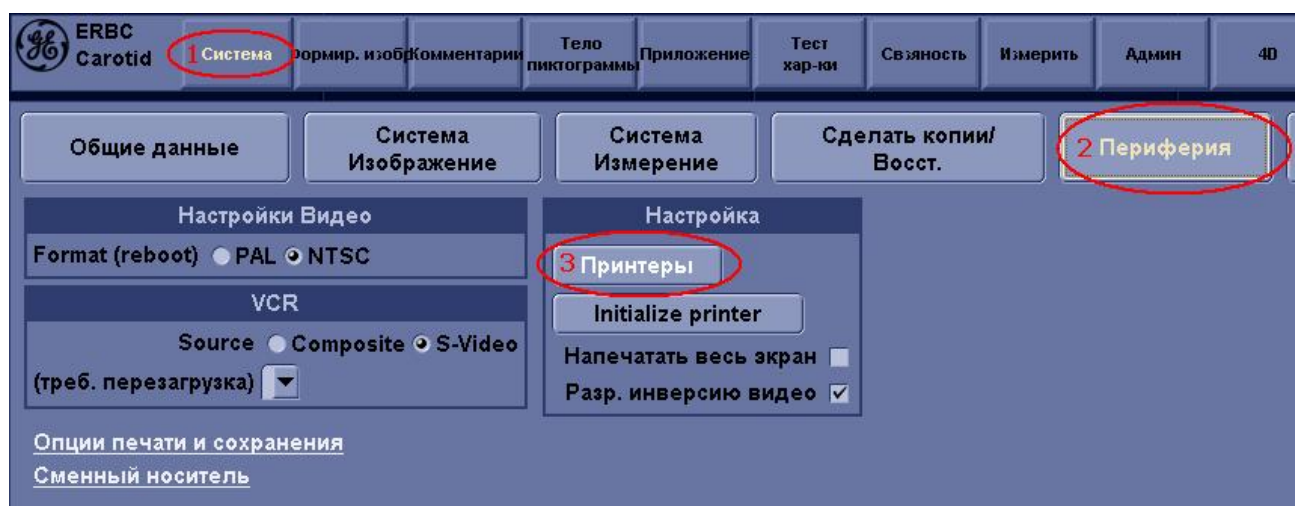 ERBC
Carotid
1 Система
Формир. изобр
Комментарии
Тело
пиктограммы
Приложение
Тест
хар-ки
Связность
Измерить
Админ
4D
Общие данные
Система
Изображение
Система
Измерение
Сделать копии/
Восст.
2 Периферия
Настройки Видео
Format (reboot) PAL NTSC
VCR
Source Composite S-Video
(треб. перезагрузка)
Настройка
3 Принтеры
Initialize printer
Напечатать весь экран
Разр. инверсию видео
Опции печати и сохранения
Сменный носитель